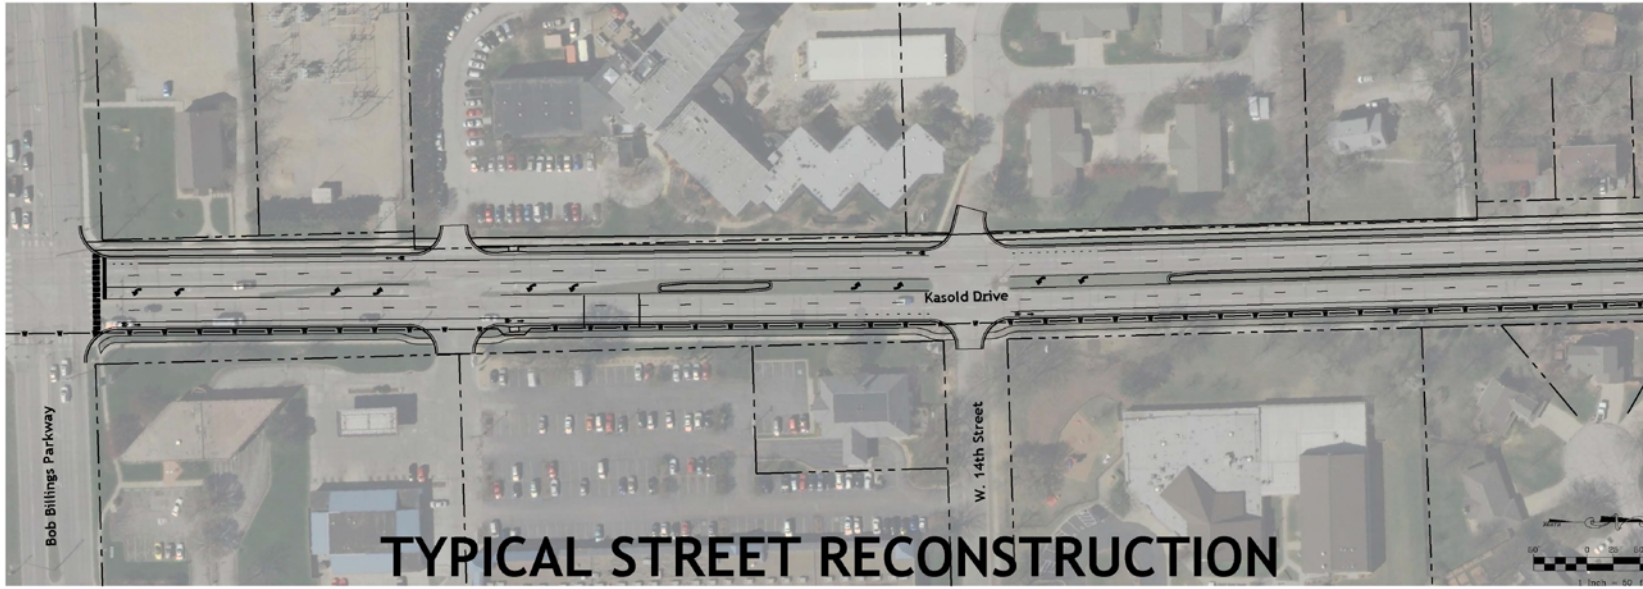 Kasold Drive
Bob Billings Parkway
W. 14th Street
TYPICAL STREET RECONSTRUCTION